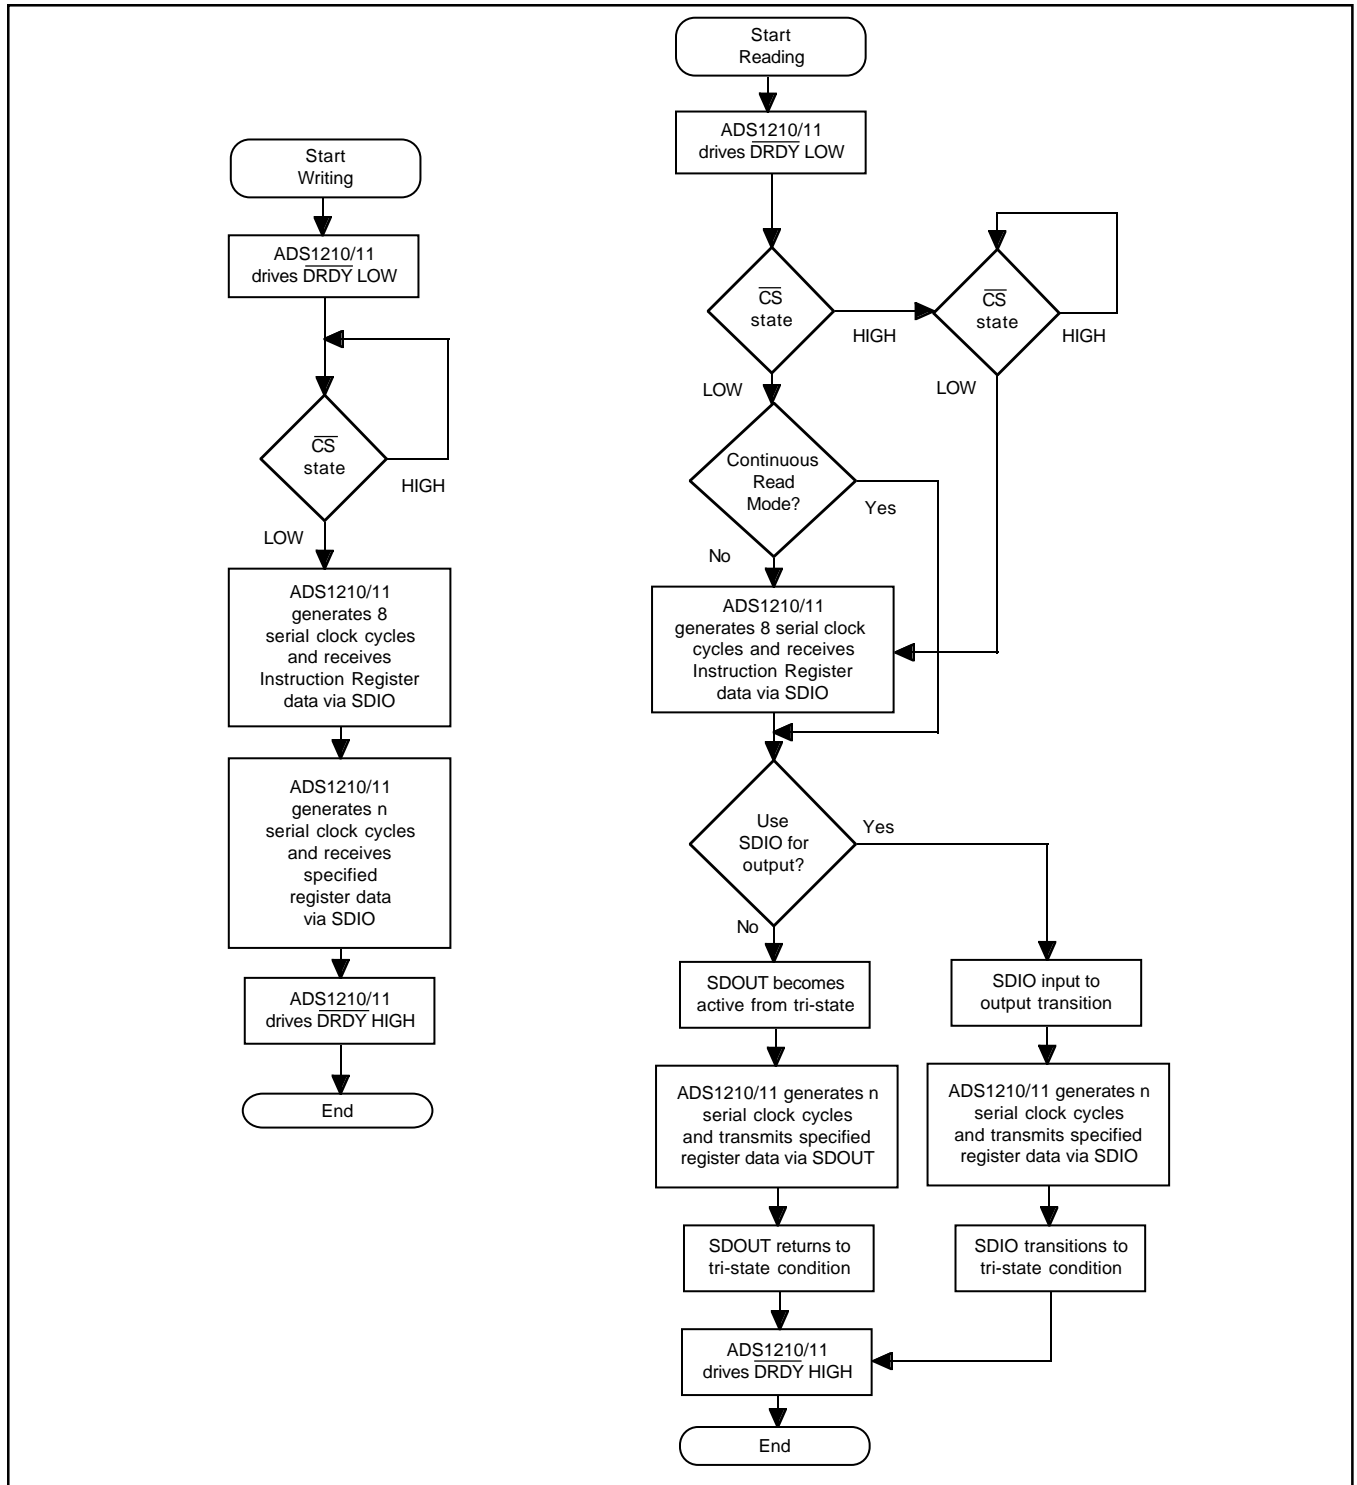 Start
Writing
ADS1210/11
drives DRDY LOW
CS
state
HIGH
LOW
ADS1210/11
generates 8
serial clock cycles
and receives
Instruction Register
data via SDIO
ADS1210/11
generates n
serial clock cycles
and receives
specified
register data
via SDIO
ADS1210/11
drives DRDY HIGH
End
Start
Reading
ADS1210/11
drives DRDY LOW
CS
state
HIGH
CS
state
HIGH
LOW
LOW
Continuous
Read
Mode?
Yes
No
ADS1210/11
generates 8 serial clock
cycles and receives
Instruction Register
data via SDIO
Use
SDIO for
output?
Yes
No
SDOUT becomes
active from tri-state
ADS1210/11 generates n
serial clock cycles
and transmits specified
register data via SDOUT
SDOUT returns to
tri-state condition
SDIO input to
output transition
ADS1210/11 generates n
serial clock cycles
and transmits specified
register data via SDIO
SDIO transitions to
tri-state condition
ADS1210/11
drives DRDY HIGH
End